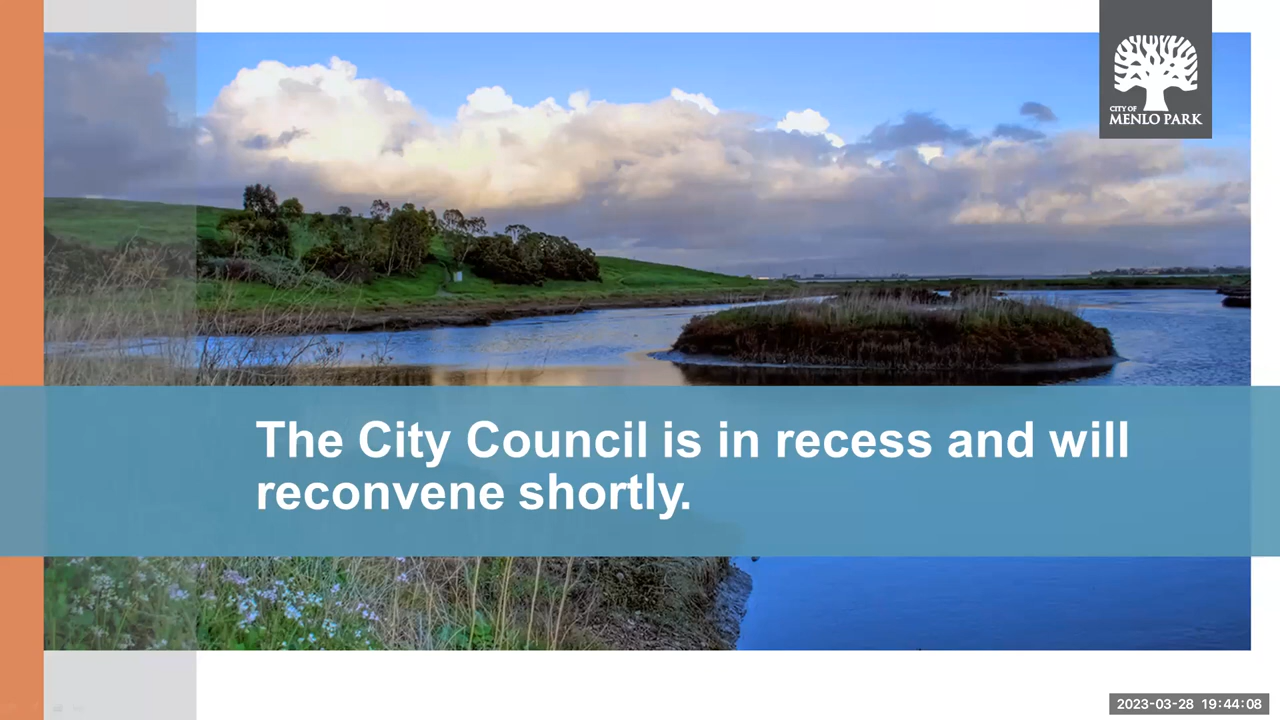 CITY OF
MENLO PARK
The City Council is in recess and will
reconvene shortly.
2023-03-28 19:44:08